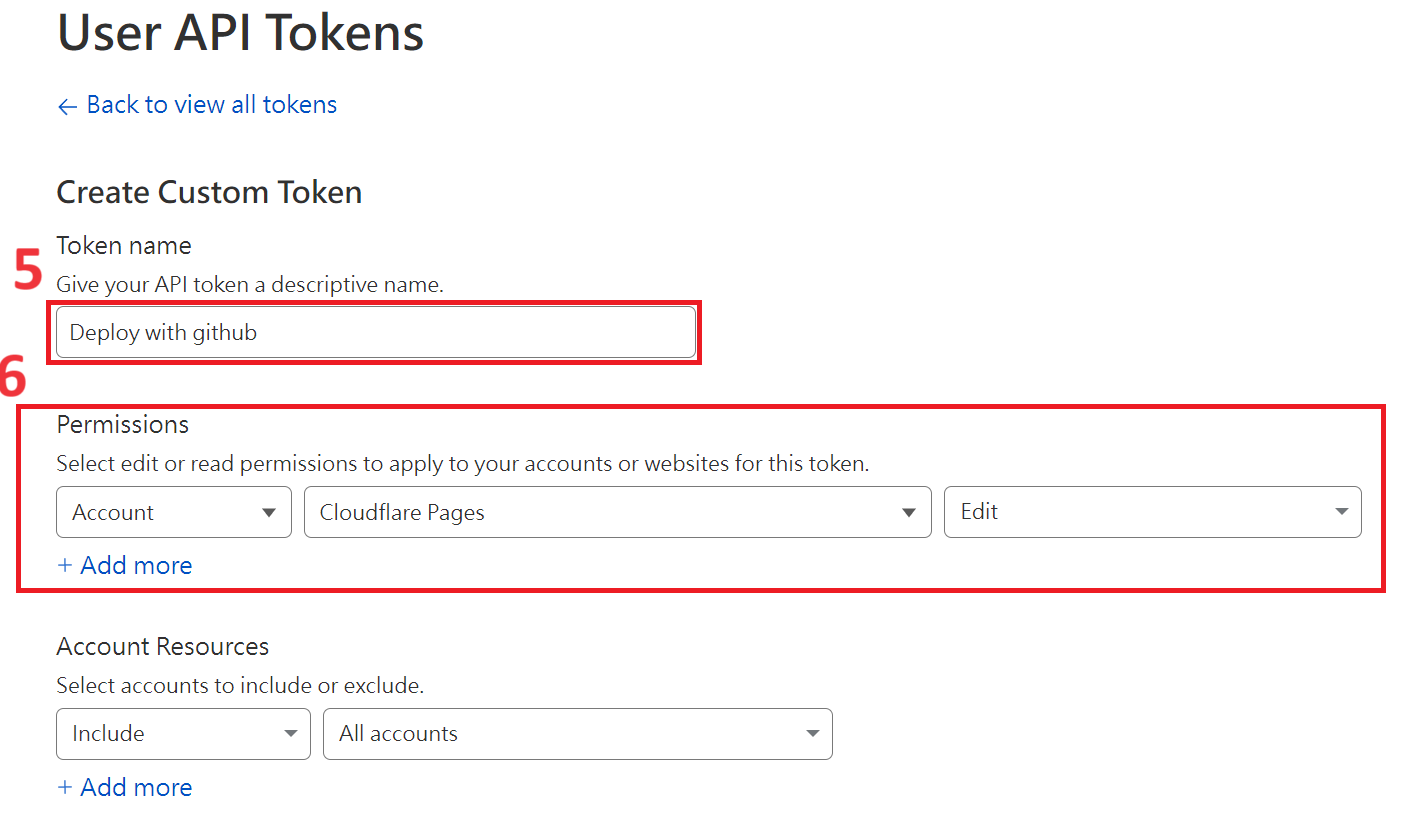 User API Tokens
← Back to view all tokens
Create Custom Token
Token name
5
Give your API token a descriptive name.
Deploy with github
6
Permissions
Select edit or read permissions to apply to your accounts or websites for this token.
Account Cloudflare Pages Edit
+ Add more
Account Resources
Select accounts to include or exclude.
Include All accounts
+ Add more